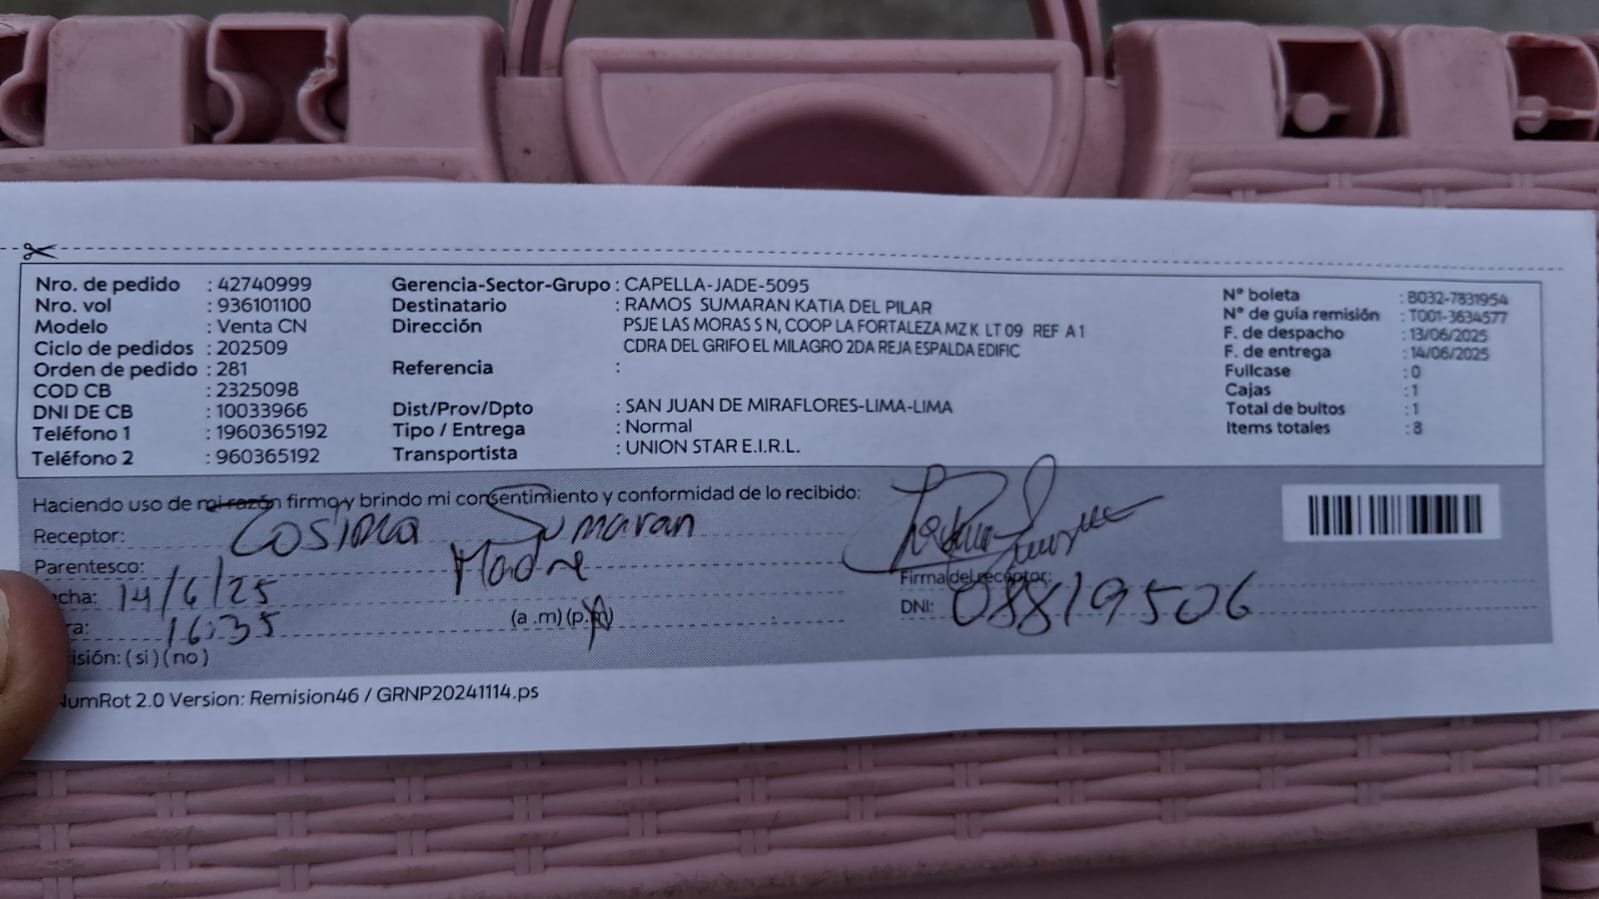 Nro. de pedido : 42740999
Nro. vol : 936101100
Modelo : Venta CN
Ciclo de pedidos : 202509
Orden de pedido : 281
COD CB : 2325098
DNI DE CB : 10033966
Teléfono 1 : 1960365192
Teléfono 2 : 960365192
Gerencia-Sector-Grupo : CAPELLA-JADE-5095
Destinatario : RAMOS SUMARAN KATIA DEL PILAR
Dirección PSJE LAS MORAS S N, COOP LA FORTALEZA MZ K LT 09 REF A 1
CDRA DEL GRIFO EL MILAGRO 2DA REJA ESPALDA EDIFIC
Referencia :
Dist/Prov/Dpto : SAN JUAN DE MIRAFLORES-LIMA-LIMA
Tipo / Entrega : Normal
Transportista : UNION STAR E.I.R.L.
N° boleta : B032-7831954
N° de guía remisión : T001-3634577
F. de despacho : 13/06/2025
F. de entrega : 14/06/2025
Fullcase : 0
Cajas : 1
Total de bultos : 1
Items totales : 8
Haciendo uso de mi razón firmo y brindo mi consentimiento y conformidad de lo recibido:
Receptor: Sumaran
Parentesco: Madre
cha: 14/6/25
ra: 16:35 (a .m) (p.m)
isión: ( si ) ( no )
Firma del receptor:
DNI: 08819506
NumRot 2.0 Version: Remision46 / GRNP20241114.ps